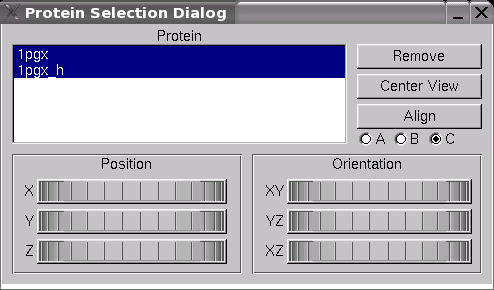 Protein Selection Dialog
Protein
1pgx
1pgx_h
Remove
Center View
Align
A B C
Position
X
Y
Z
Orientation
XY
YZ
XZ